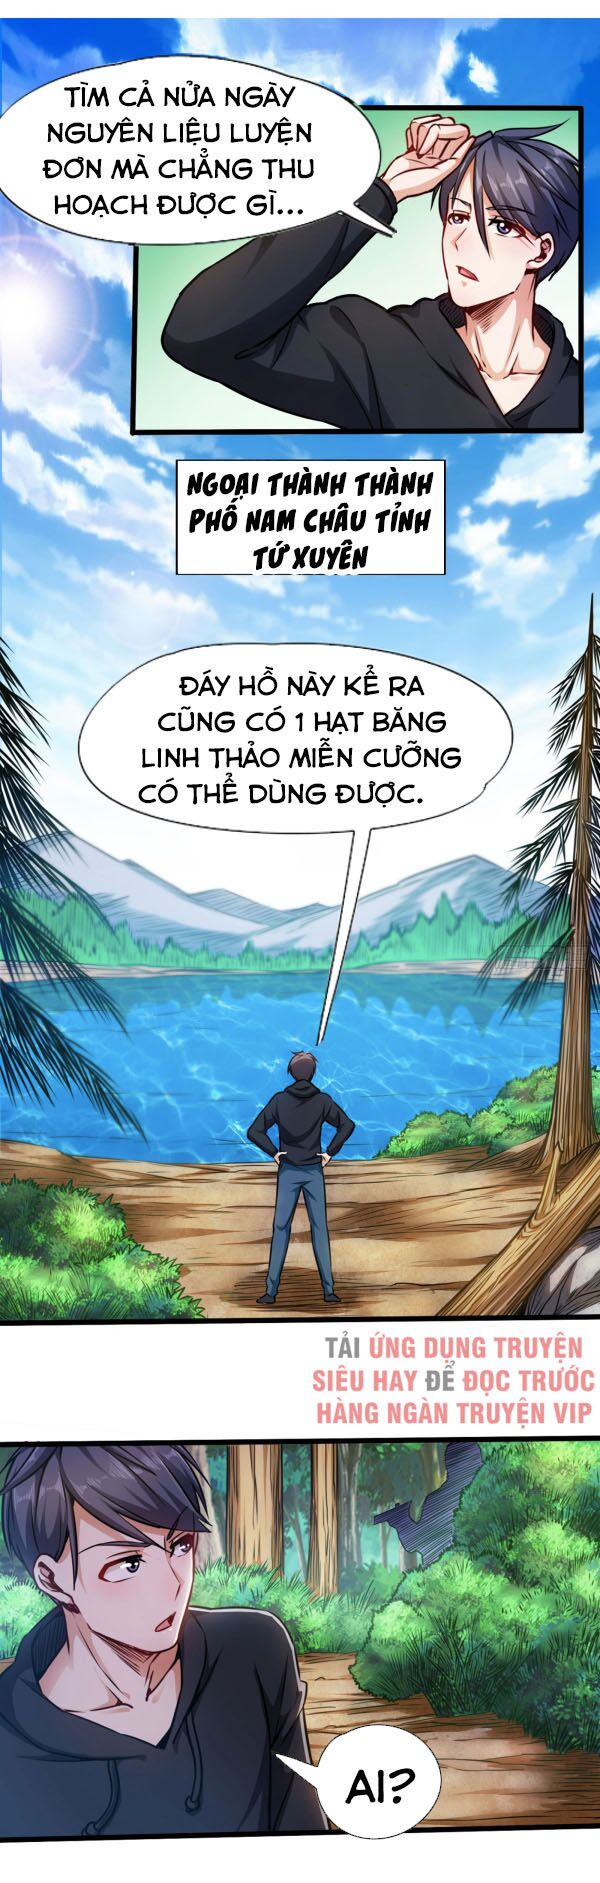 TÌM CẢ NỬA NGÀY
NGUYÊN LIỆU LUYỆN
ĐƠN MÀ CHẲNG THU
HOẠCH ĐƯỢC GÌ...
NGOẠI THÀNH THÀNH
PHỐ NAM CHÂU TỈNH
TỨ XUYÊN
ĐÁY HỒ NÀY KỂ RA
CŨNG CÓ 1 HẠT BĂNG
LINH THẢO MIỄN CƯỠNG
CÓ THỂ DÙNG ĐƯỢC.
TẢI ỨNG DỤNG TRUYỆN
SIÊU HAY ĐỂ ĐỌC TRƯỚC
HÀNG NGÀN TRUYỆN VIP
AI?